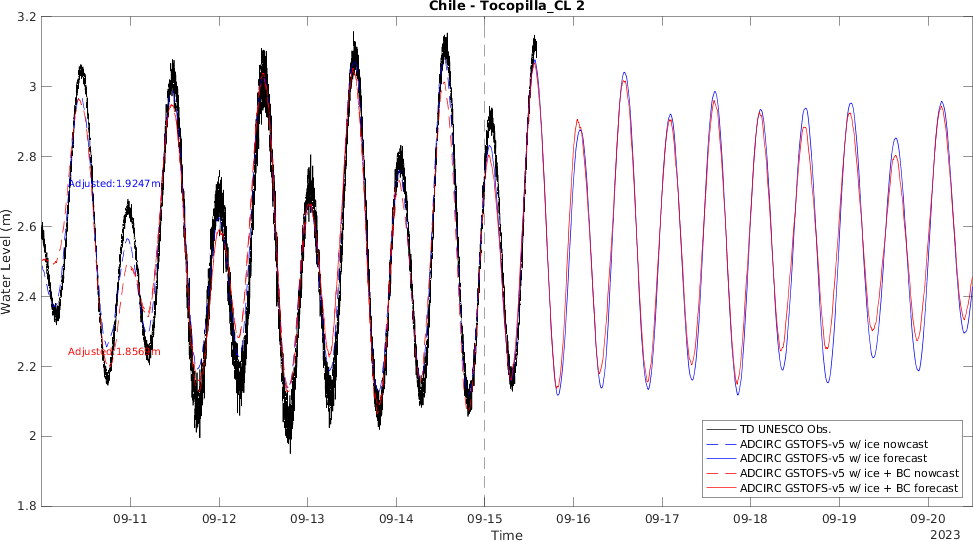 Chile - Tocopilla_CL 2
3.2
3
2.8
2.6
2.4
2.2
2
1.8
Water Level (m)
Adjusted:1.9247m
TD UNESCO Obs.
ADCIRC GSTOFS-v5 w/ ice nowcast
ADCIRC GSTOFS-v5 w/ ice forecast
ADCIRC GSTOFS-v5 w/ ice + BC nowcast
ADCIRC GSTOFS-v5 w/ ice + BC forecast
09-11 09-12 09-13 09-14 09-15 09-16 09-17 09-18 09-19 09-20
Time
2023